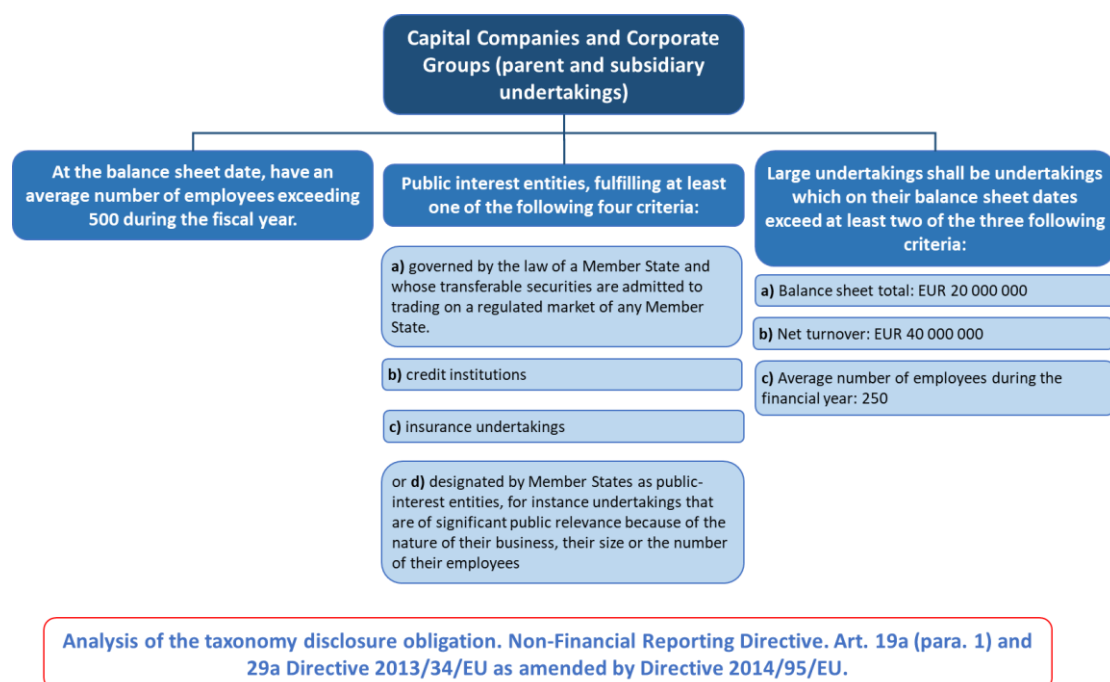 Capital Companies and Corporate
Groups (parent and subsidiary
undertakings)
At the balance sheet date, have an
average number of employees exceeding
500 during the fiscal year.
Public interest entities, fulfilling at least
one of the following four criteria:
a) governed by the law of a Member State and
whose transferable securities are admitted to
trading on a regulated market of any Member
State.
b) credit institutions
c) insurance undertakings
or d) designated by Member States as public-
interest entities, for instance undertakings that
are of significant public relevance because of the
nature of their business, their size or the number
of their employees
Large undertakings shall be undertakings
which on their balance sheet dates
exceed at least two of the three following
criteria:
a) Balance sheet total: EUR 20 000 000
b) Net turnover: EUR 40 000 000
c) Average number of employees during the
financial year: 250
Analysis of the taxonomy disclosure obligation. Non-Financial Reporting Directive. Art. 19a (para. 1) and
29a Directive 2013/34/EU as amended by Directive 2014/95/EU.